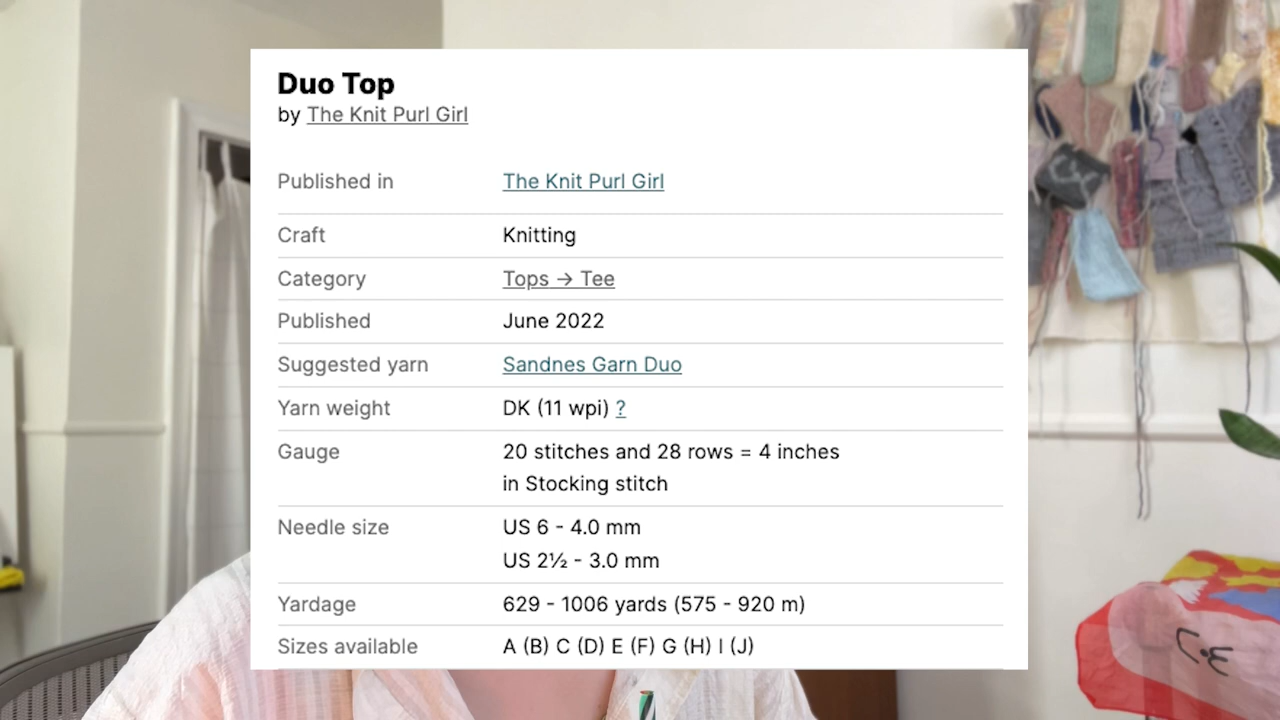 Duo Top
by The Knit Purl Girl
Published in The Knit Purl Girl
Craft Knitting
Category Tops → Tee
Published June 2022
Suggested yarn Sandnes Garn Duo
Yarn weight DK (11 wpi) ?
Gauge 20 stitches and 28 rows = 4 inches
in Stocking stitch
Needle size US 6 - 4.0 mm
US 2½ - 3.0 mm
Yardage 629 - 1006 yards (575 - 920 m)
Sizes available A (B) C (D) E (F) G (H) I (J)